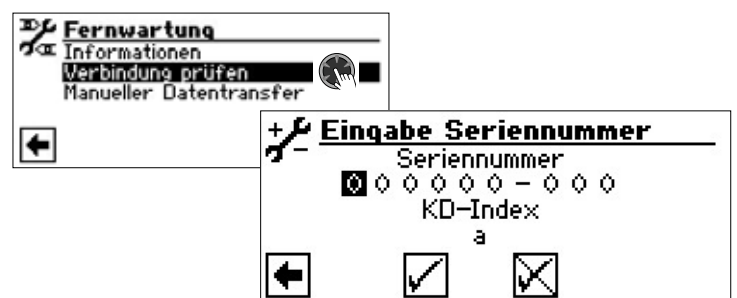 Fernwartung
Informationen
Verbindung prüfen
Manueller Datentransfer
Eingabe Seriennummer
Seriennummer
0 0 0 0 0 0 - 0 0 0
KD-Index
a